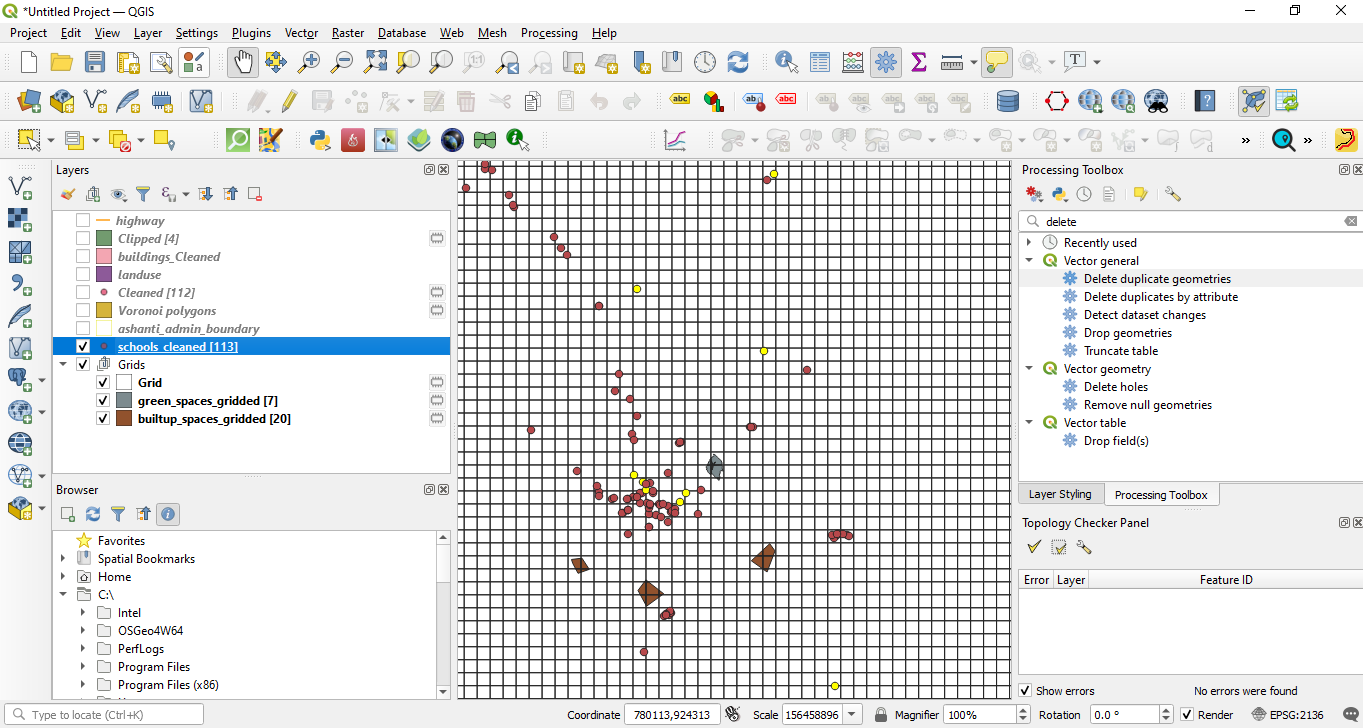 *Untitled Project — QGIS
Project Edit View Layer Settings Plugins Vector Raster Database Web Mesh Processing Help
Layers
highway
Clipped [4]
buildings_Cleaned
landuse
Cleaned [112]
Voronoi polygons
ashanti_admin_boundary
schools_cleaned [113]
Grids
Grid
green_spaces_gridded [7]
builtup_spaces_gridded [20]
Browser
Favorites
Spatial Bookmarks
Home
C:\
Intel
OSGeo4W64
PerfLogs
Program Files
Program Files (x86)
Processing Toolbox
delete
Recently used
Vector general
Delete duplicate geometries
Delete duplicates by attribute
Detect dataset changes
Drop geometries
Truncate table
Vector geometry
Delete holes
Remove null geometries
Vector table
Drop field(s)
Layer Styling Processing Toolbox
Topology Checker Panel
Error Layer Feature ID
Show errors No errors were found
Type to locate (Ctrl+K) Coordinate 780113,924313 Scale 156458896 Magnifier 100% Rotation 0.0 ° Render EPSG:2136